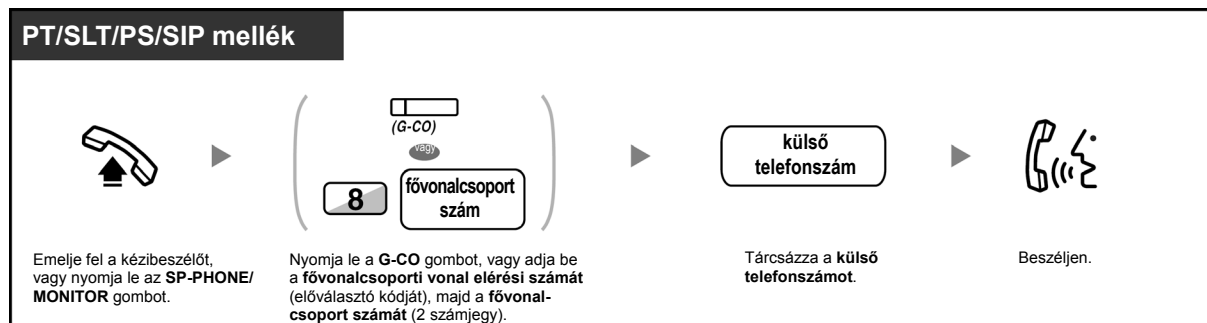 PT/SLT/PS/SIP mellék
(G-CO)
vagy
8
fővonalcsoport
szám
külső
telefonszám
Emelje fel a kézibeszélőt,
vagy nyomja le az SP-PHONE/
MONITOR gombot.
Nyomja le a G-CO gombot, vagy adja be
a fővonalcsoporti vonal elérési számát
(előválasztó kódját), majd a fővonal-
csoport számát (2 számjegy).
Tárcsázza a külső
telefonszámot.
Beszéljen.